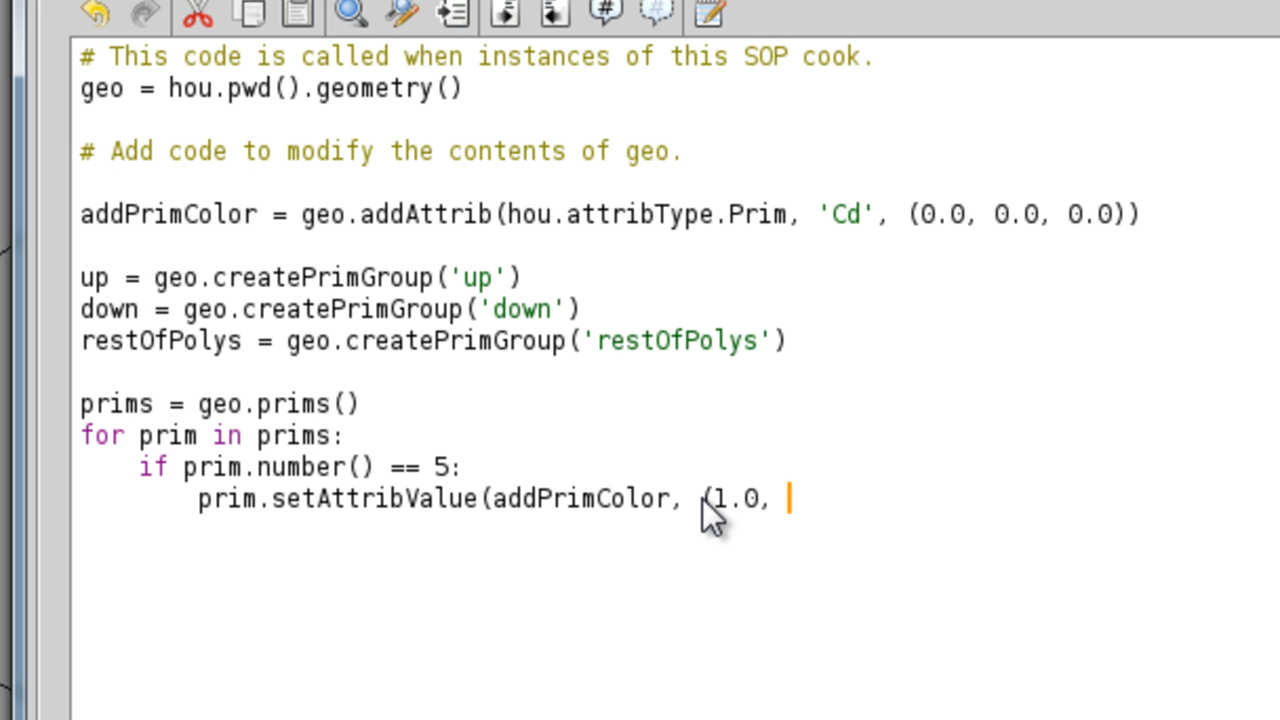 # This code is called when instances of this SOP cook.
geo = hou.pwd().geometry()
# Add code to modify the contents of geo.
addPrimColor = geo.addAttrib(hou.attribType.Prim, 'Cd', (0.0, 0.0, 0.0))
up = geo.createPrimGroup('up')
down = geo.createPrimGroup('down')
restOfPolys = geo.createPrimGroup('restOfPolys')
prims = geo.prims()
for prim in prims:
    if prim.number() == 5:
        prim.setAttribValue(addPrimColor, (1.0,